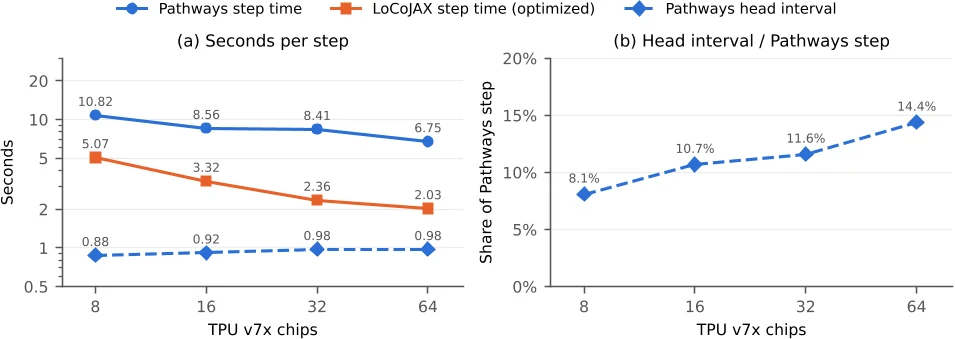 Pathways step time LoCoJAX step time (optimized) Pathways head interval
(a) Seconds per step
Seconds
20
10
5
2
1
0.5
10.82 8.56 8.41 6.75
5.07 3.32 2.36 2.03
0.88 0.92 0.98 0.98
8 16 32 64
TPU v7x chips
(b) Head interval / Pathways step
Share of Pathways step
20%
15%
10%
5%
0%
8.1% 10.7% 11.6% 14.4%
8 16 32 64
TPU v7x chips